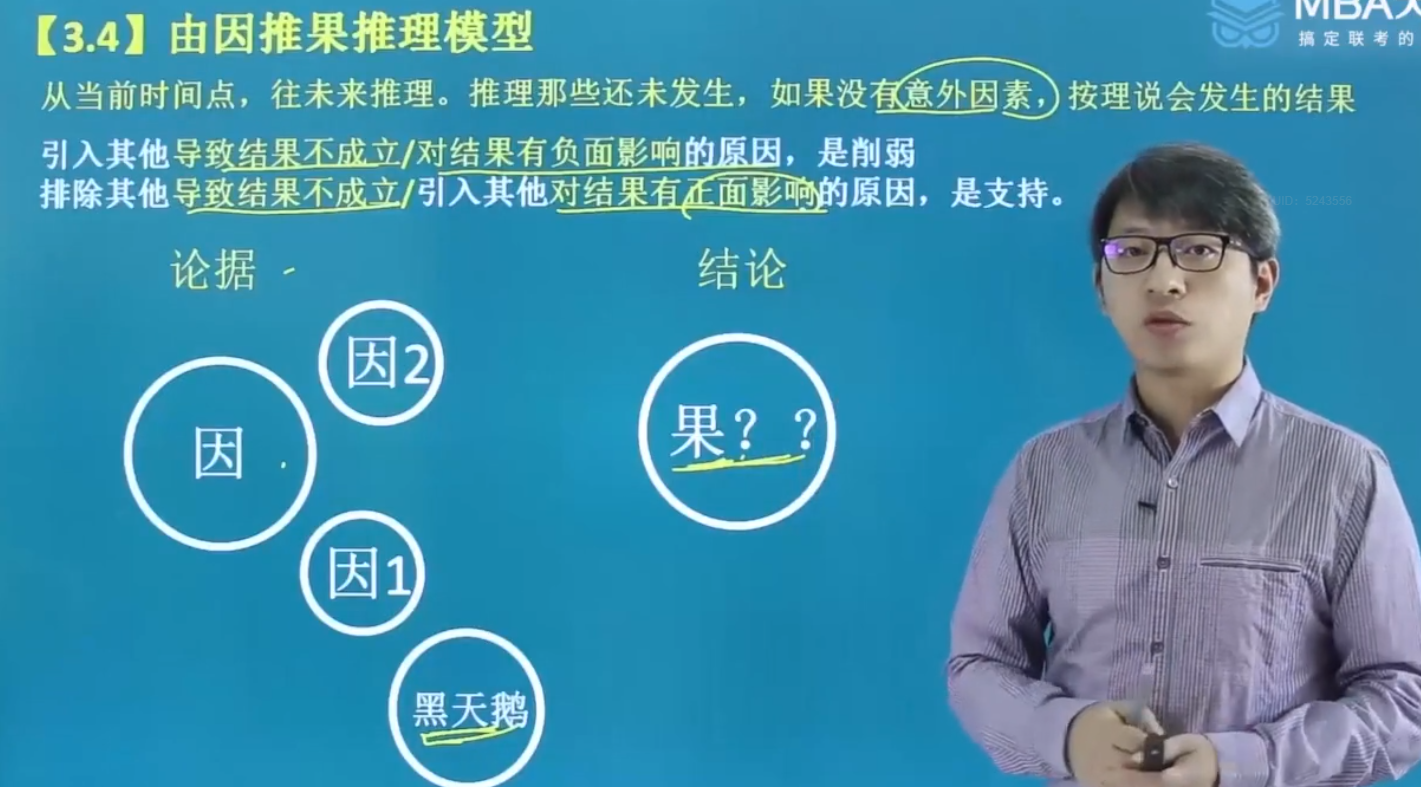 【3.4】由因推果推理模型
MBA
搞定联考的
从当前时间点，往未来推理。推理那些还未发生，如果没有意外因素，按理说会发生的结果
引入其他导致结果不成立/对结果有负面影响的原因，是削弱
排除其他导致结果不成立/引入其他对结果有正面影响的原因，是支持。
UID：5243556
论据
结论
因2
因
果？？
因1
黑天鹅